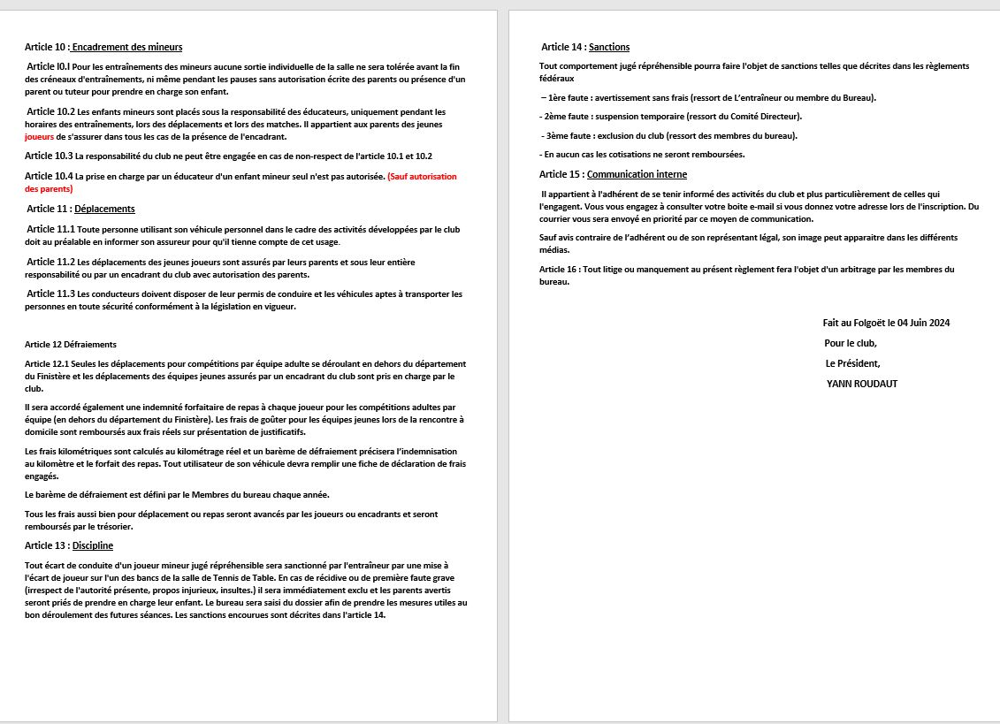 Article 10 : Encadrement des mineurs
Article l0.l Pour les entraînements des mineurs aucune sortie individuelle de la salle ne sera tolérée avant la fin
des créneaux d'entraînements, ni même pendant les pauses sans autorisation écrite des parents ou présence d'un
parent ou tuteur pour prendre en charge son enfant.
Article 10.2 Les enfants mineurs sont placés sous la responsabilité des éducateurs, uniquement pendant les
horaires des entraînements, lors des déplacements et lors des matches. Il appartient aux parents des jeunes
joueurs de s'assurer dans tous les cas de la présence de l'encadrant.
Article 10.3 La responsabilité du club ne peut être engagée en cas de non-respect de l'article 10.1 et 10.2
Article 10.4 La prise en charge par un éducateur d'un enfant mineur seul n'est pas autorisée. (Sauf autorisation
des parents)
Article 11 : Déplacements
Article 11.1 Toute personne utilisant son véhicule personnel dans le cadre des activités développées par le club
doit au préalable en informer son assureur pour qu'il tienne compte de cet usage.
Article 11.2 Les déplacements des jeunes joueurs sont assurés par leurs parents et sous leur entière
responsabilité ou par un encadrant du club avec autorisation des parents.
Article 11.3 Les conducteurs doivent disposer de leur permis de conduire et les véhicules aptes à transporter les
personnes en toute sécurité conformément à la législation en vigueur.
Article 12 Défraiements
Article 12.1 Seules les déplacements pour compétitions par équipe adulte se déroulant en dehors du département
du Finistère et les déplacements des équipes jeunes assurés par un encadrant du club sont pris en charge par le
club.
Il sera accordé également une indemnité forfaitaire de repas à chaque joueur pour les compétitions adultes par
équipe (en dehors du département du Finistère). Les frais de goûter pour les équipes jeunes lors de la rencontre à
domicile sont remboursés aux frais réels sur présentation de justificatifs.
Les frais kilométriques sont calculés au kilométrage réel et un barème de défraiement précisera l'indemnisation
au kilomètre et le forfait des repas. Tout utilisateur de son véhicule devra remplir une fiche de déclaration de frais
engagés.
Le barème de défraiement est défini par le Membres du bureau chaque année.
Tous les frais aussi bien pour déplacement ou repas seront avancés par les joueurs ou encadrants et seront
remboursés par le trésorier.
Article 13 : Discipline
Tout écart de conduite d'un joueur mineur jugé répréhensible sera sanctionné par l'entraîneur par une mise à
l'écart de joueur sur l'un des bancs de la salle de Tennis de Table. En cas de récidive ou de première faute grave
(irrespect de l'autorité présente, propos injurieux, insultes.) il sera immédiatement exclu et les parents avertis
seront priés de prendre en charge leur enfant. Le bureau sera saisi du dossier afin de prendre les mesures utiles au
bon déroulement des futures séances. Les sanctions encourues sont décrites dans l'article 14.
Article 14 : Sanctions
Tout comportement jugé répréhensible pourra faire l'objet de sanctions telles que décrites dans les règlements
fédéraux
– 1ère faute : avertissement sans frais (ressort de L'entraîneur ou membre du Bureau).
- 2ème faute : suspension temporaire (ressort du Comité Directeur).
- 3ème faute : exclusion du club (ressort des membres du bureau).
- En aucun cas les cotisations ne seront remboursées.
Article 15 : Communication interne
Il appartient à l'adhérent de se tenir informé des activités du club et plus particulièrement de celles qui
l'engagent. Vous vous engagez à consulter votre boite e-mail si vous donnez votre adresse lors de l'inscription. Du
courrier vous sera envoyé en priorité par ce moyen de communication.
Sauf avis contraire de l'adhérent ou de son représentant légal, son image peut apparaitre dans les différents
médias.
Article 16 : Tout litige ou manquement au présent règlement fera l'objet d'un arbitrage par les membres du
bureau.
Fait au Folgoët le 04 Juin 2024
Pour le club,
Le Président,
YANN ROUDAUT